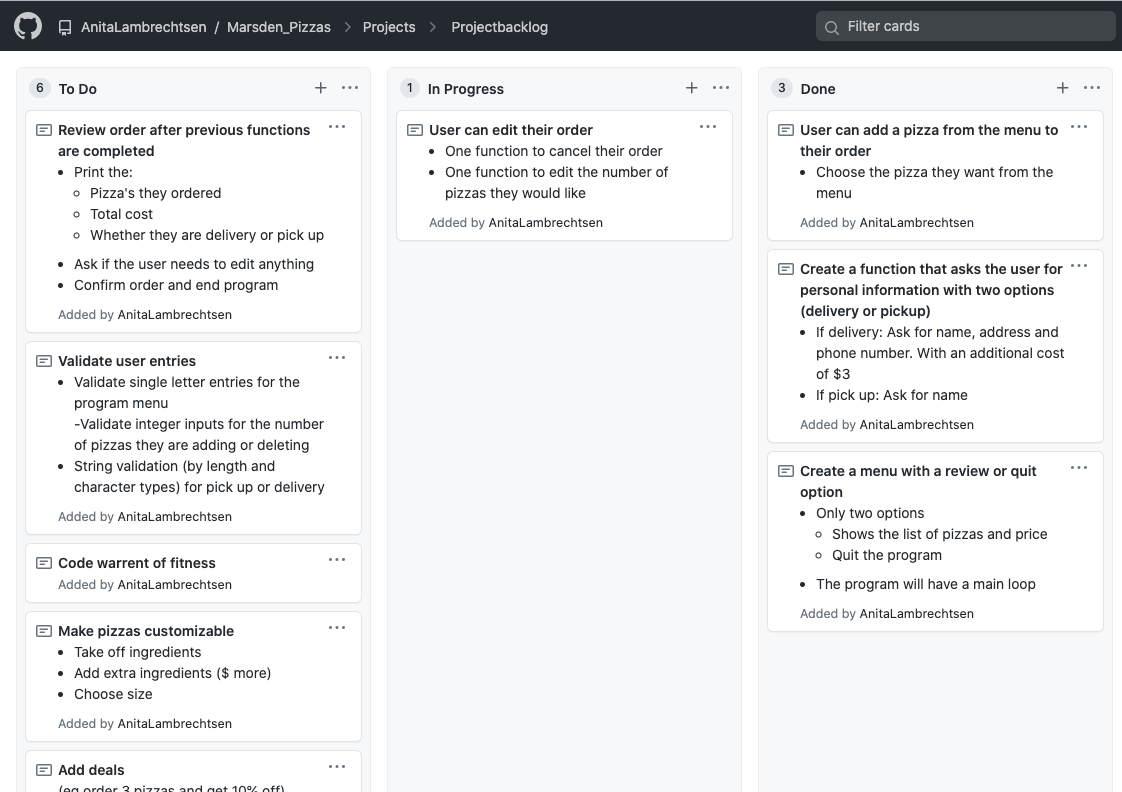 AnitaLambrechtsen / Marsden_Pizzas > Projects > Projectbacklog
Filter cards
6 To Do
Review order after previous functions
are completed
Print the:
Pizza's they ordered
Total cost
Whether they are delivery or pick up
Ask if the user needs to edit anything
Confirm order and end program
Added by AnitaLambrechtsen
Validate user entries
Validate single letter entries for the
program menu
-Validate integer inputs for the number
of pizzas they are adding or deleting
String validation (by length and
character types) for pick up or delivery
Added by AnitaLambrechtsen
Code warrent of fitness
Added by AnitaLambrechtsen
Make pizzas customizable
Take off ingredients
Add extra ingredients ($ more)
Choose size
Added by AnitaLambrechtsen
Add deals
(eg order 3 pizzas and get 10% off)
1 In Progress
User can edit their order
One function to cancel their order
One function to edit the number of
pizzas they would like
Added by AnitaLambrechtsen
3 Done
User can add a pizza from the menu to
their order
Choose the pizza they want from the
menu
Added by AnitaLambrechtsen
Create a function that asks the user for
personal information with two options
(delivery or pickup)
If delivery: Ask for name, address and
phone number. With an additional cost
of $3
If pick up: Ask for name
Added by AnitaLambrechtsen
Create a menu with a review or quit
option
Only two options
Shows the list of pizzas and price
Quit the program
The program will have a main loop
Added by AnitaLambrechtsen